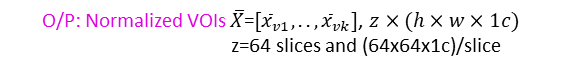 O/P: Normalized VOIs X̄=[x̄ᵥ₁,..,x̄ᵥₖ], z × (h × w × 1c)
z=64 slices and (64x64x1c)/slice